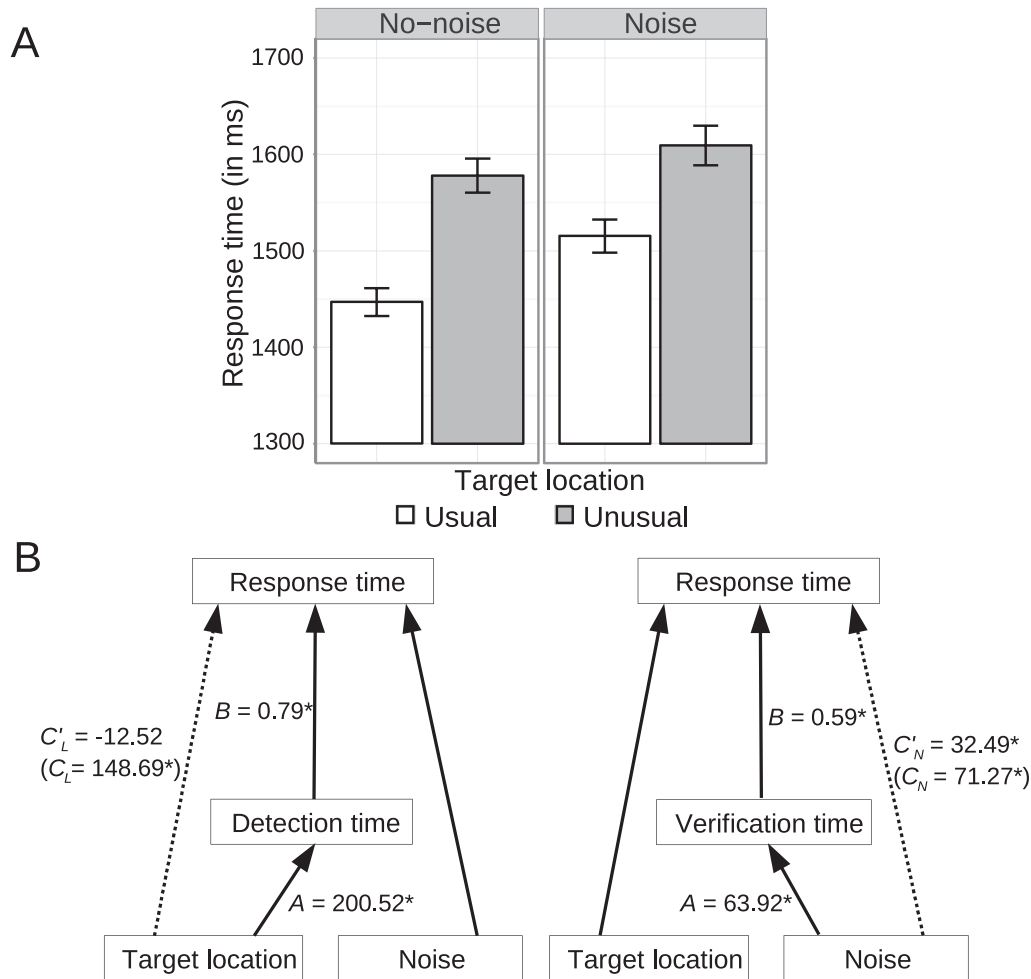 A
No−noise Noise
Response time (in ms)
1700
1600
1500
1400
1300
Target location
Usual Unusual
B
Response time
B = 0.79*
C'L = -12.52
(CL= 148.69*)
Detection time
A = 200.52*
Target location Noise
Response time
B = 0.59*
C'N = 32.49*
(CN = 71.27*)
Verification time
A = 63.92*
Target location Noise